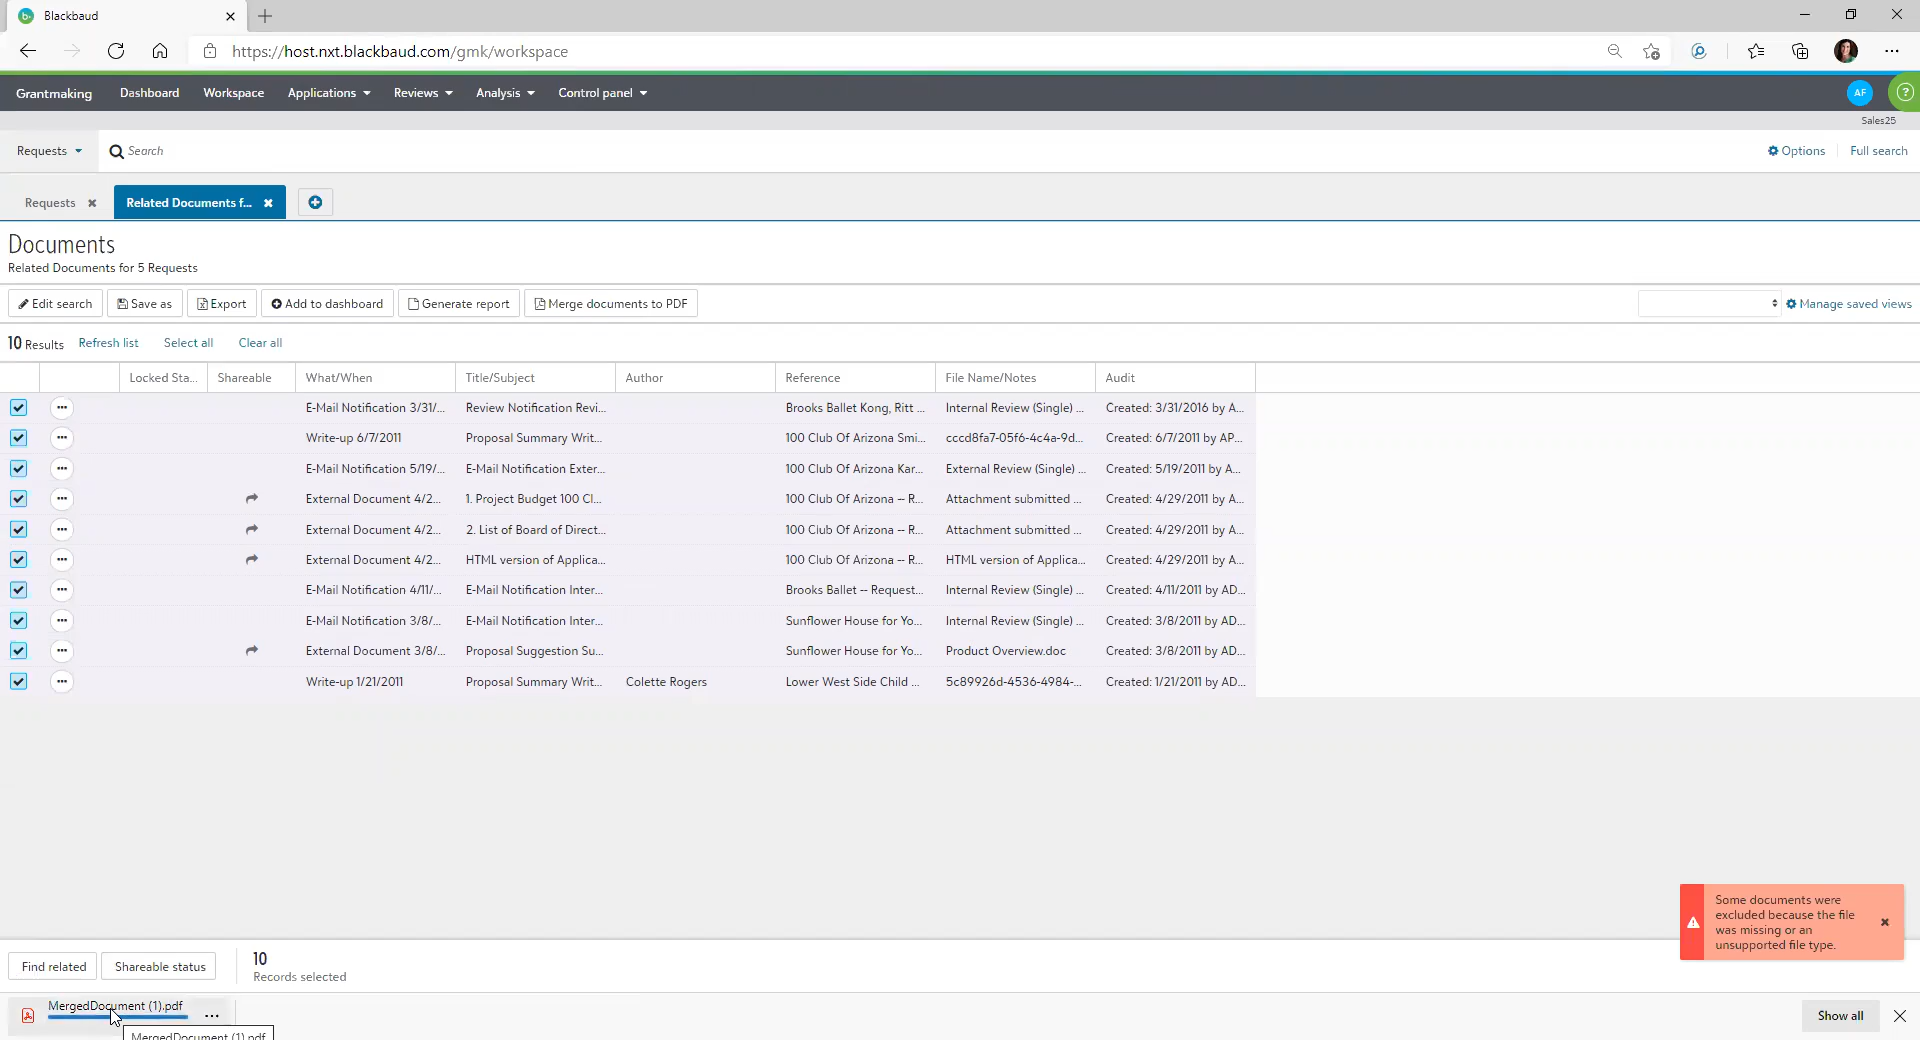 Blackbaud
https://host.nxt.blackbaud.com/gmk/workspace
Grantmaking Dashboard Workspace Applications Reviews Analysis Control panel AF ?
Sales25
Requests Search Options Full search
Requests Related Documents f...
Documents
Related Documents for 5 Requests
Edit search Save as Export Add to dashboard Generate report Merge documents to PDF Manage saved views
10 Results Refresh list Select all Clear all
Locked Sta... Shareable What/When Title/Subject Author Reference File Name/Notes Audit
E-Mail Notification 3/31/... Review Notification Revi... Brooks Ballet Kong, Ritt ... Internal Review (Single) ... Created: 3/31/2016 by A...
Write-up 6/7/2011 Proposal Summary Writ... 100 Club Of Arizona Smi... cccd8fa7-05f6-4c4a-9d... Created: 6/7/2011 by AP...
E-Mail Notification 5/19/... E-Mail Notification Exter... 100 Club Of Arizona Kar... External Review (Single) ... Created: 5/19/2011 by A...
External Document 4/2... 1. Project Budget 100 Cl... 100 Club Of Arizona -- R... Attachment submitted ... Created: 4/29/2011 by A...
External Document 4/2... 2. List of Board of Direct... 100 Club Of Arizona -- R... Attachment submitted ... Created: 4/29/2011 by A...
External Document 4/2... HTML version of Applica... 100 Club Of Arizona -- R... HTML version of Applica... Created: 4/29/2011 by A...
E-Mail Notification 4/11/... E-Mail Notification Inter... Brooks Ballet -- Request... Internal Review (Single) ... Created: 4/11/2011 by AD...
E-Mail Notification 3/8/... E-Mail Notification Inter... Sunflower House for Yo... Internal Review (Single) ... Created: 3/8/2011 by AD...
External Document 3/8/... Proposal Suggestion Su... Sunflower House for Yo... Product Overview.doc Created: 3/8/2011 by AD...
Write-up 1/21/2011 Proposal Summary Writ... Colette Rogers Lower West Side Child ... 5c89926d-4536-4984-... Created: 1/21/2011 by AD...
Some documents were
excluded because the file
was missing or an
unsupported file type.
Find related Shareable status 10
Records selected
MergedDocument (1).pdf
Show all
MergedDocument (1).pdf